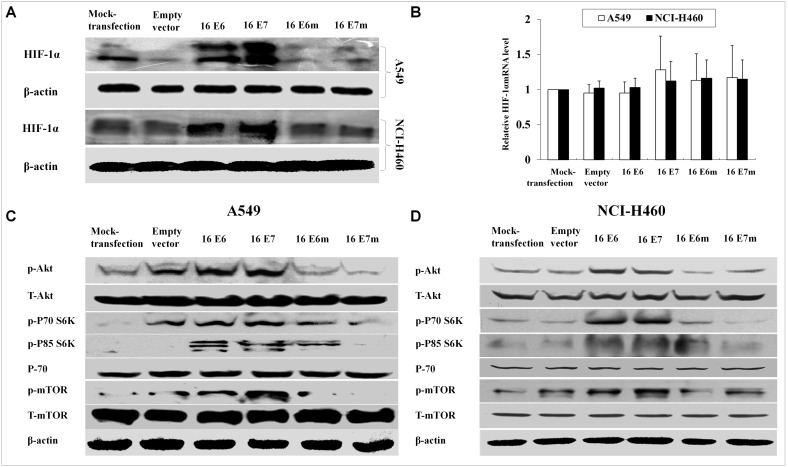 A
Mock-
transfection
Empty
vector
16 E6
16 E7
16 E6m
16 E7m
HIF-1α
β-actin
A549
HIF-1α
β-actin
NCI-H460
B
A549
NCI-H460
Relateive HIF-1αmRNA level
2
1.5
1
0.5
0
Mock-
transfection
Empty
vector
16 E6
16 E7
16 E6m
16 E7m
C
A549
Mock-
transfection
Empty
vector
16 E6
16 E7
16 E6m
16 E7m
p-Akt
T-Akt
p-P70 S6K
p-P85 S6K
P-70
p-mTOR
T-mTOR
β-actin
D
NCI-H460
Mock-
transfection
Empty
vector
16 E6
16 E7
16 E6m
16 E7m
p-Akt
T-Akt
p-P70 S6K
p-P85 S6K
P-70
p-mTOR
T-mTOR
β-actin